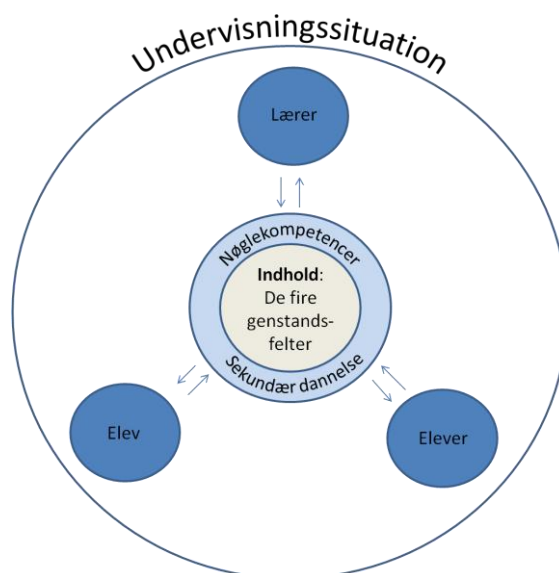 Undervisningssituation
Lærer
Nøglekompetencer
Indhold:
De fire
genstands-
felter
Sekundær dannelse
Elev
Elever